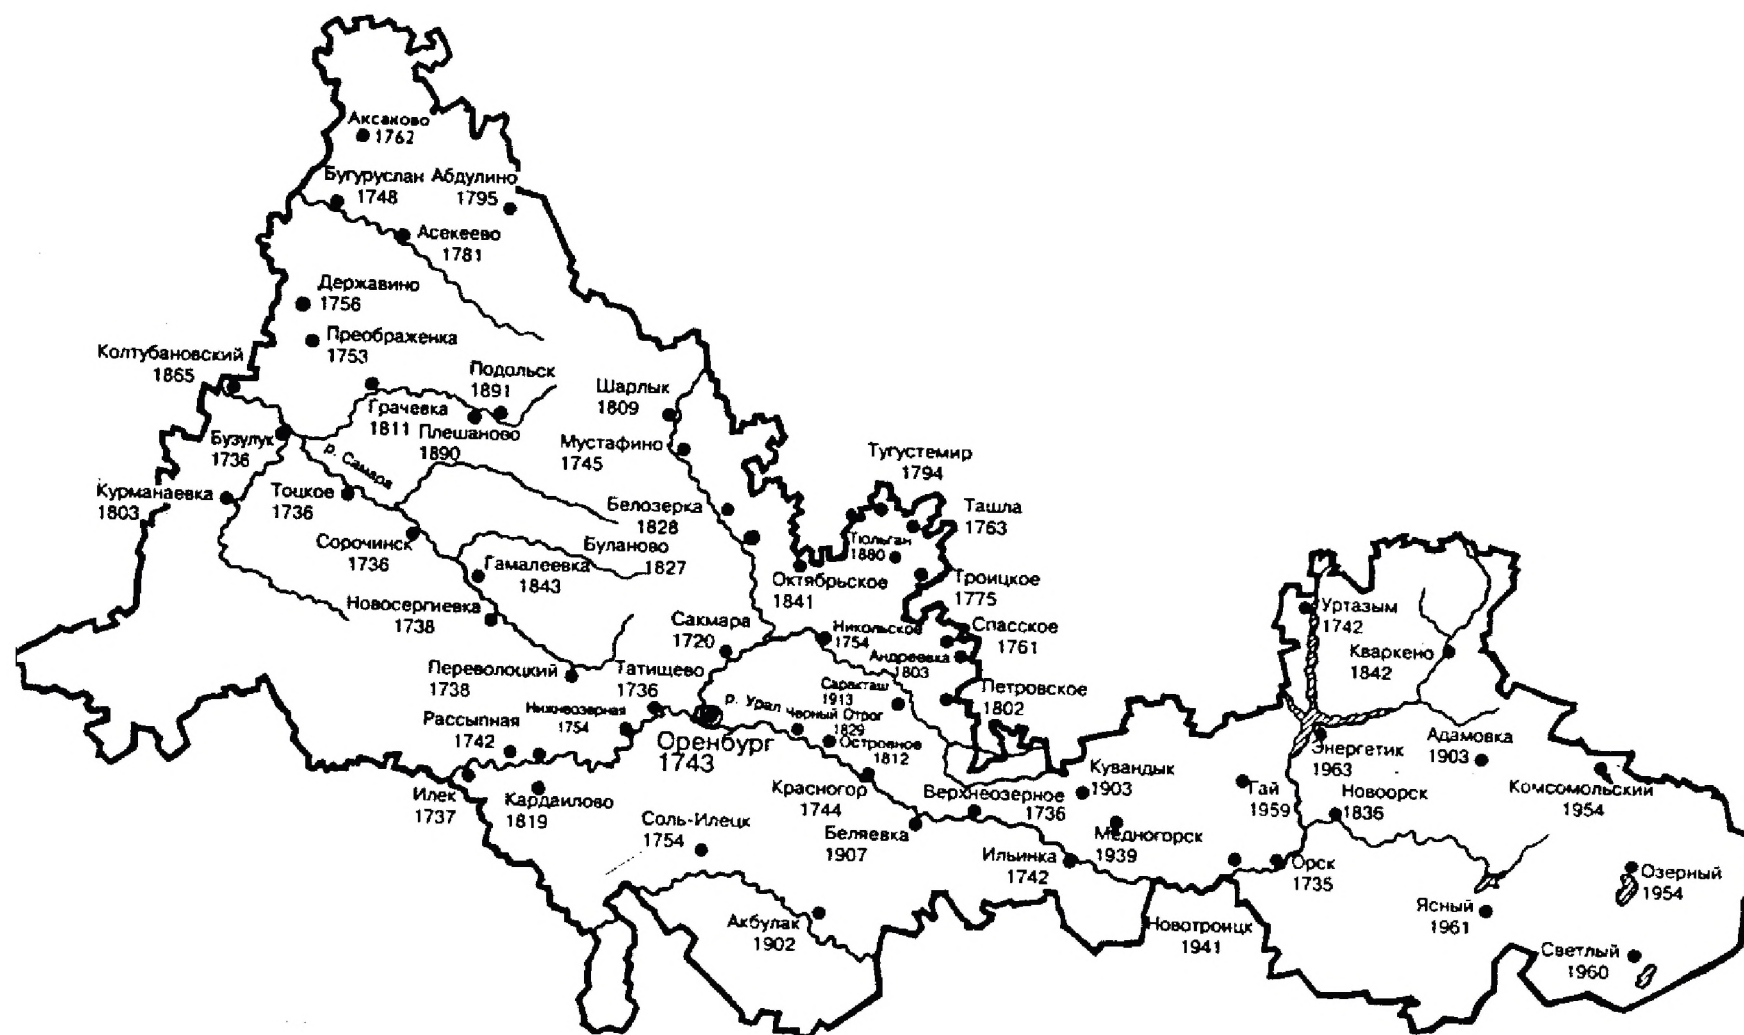 Аксаково
1762
Бугуруслан
1748
Абдулино
1795
Асекеево
1781
Державино
1756
Преображенка
1753
Колтубановский
1865
Подольск
1891
Грачевка
1811
Плешаново
1890
Шарлык
1809
Бузулук
1736
р. Самара
Мустафино
1745
Тугустемир
1794
Курманаевка
1803
Тоцкое
1736
Белозерка
1828
Ташла
1763
Сорочинск
1736
Буланово
1827
Тюльган
1880
Гамалеевка
1843
Октябрьское
1841
Троицкое
1775
Новосергиевка
1738
Сакмара
1720
Никольское
1754
Спасское
1761
Андреевка
1803
Уртазым
1742
Кваркено
1842
Переволоцкий
1738
Татищево
1736
Саракташ
1913
Петровское
1802
Нижнеозерная
1754
р. Урал
Черный Отрог
1829
Рассыпная
1742
Оренбург
1743
Островное
1812
Энергетик
1963
Адамовка
1903
Илек
1737
Кардаилово
1819
Красногор
1744
Верхнеозерное
1736
Кувандык
1903
Гай
1959
Новоорск
1836
Комсомольский
1954
Соль-Илецк
1754
Беляевка
1907
Медногорск
1939
Ильинка
1742
Орск
1735
Озерный
1954
Акбулак
1902
Новотроицк
1941
Ясный
1961
Светлый
1960